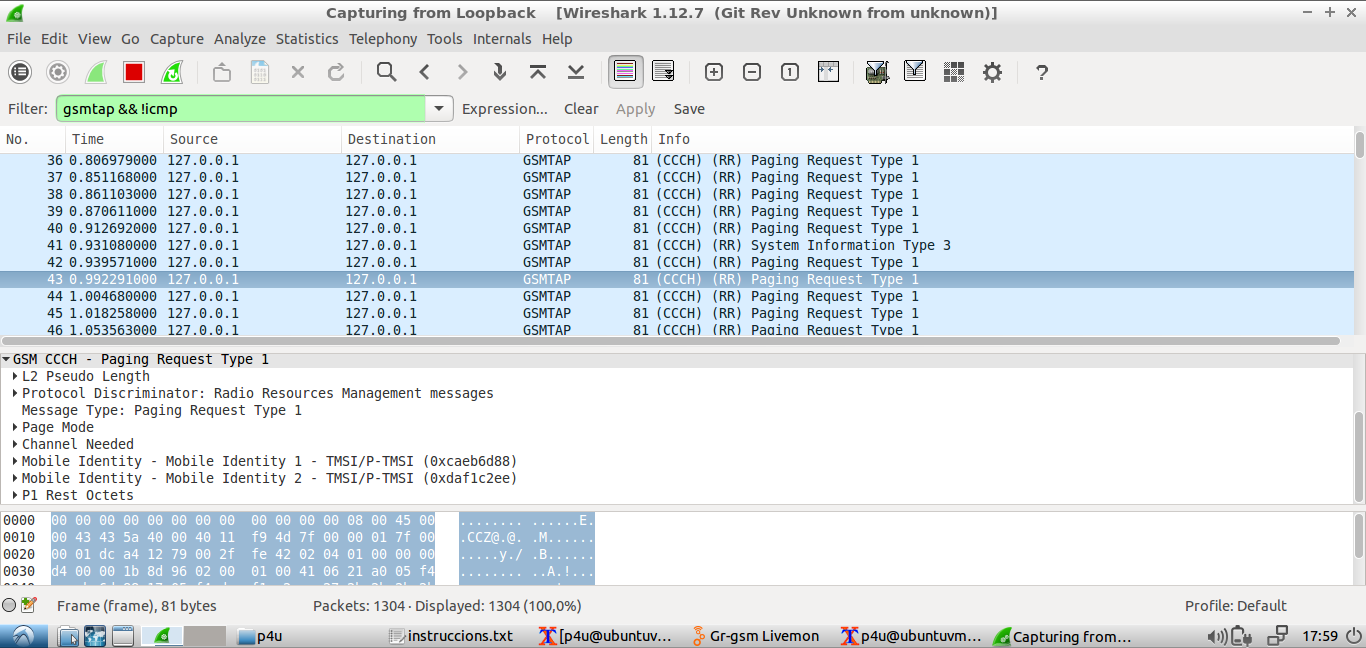 Capturing from Loopback [Wireshark 1.12.7 (Git Rev Unknown from unknown)]
File Edit View Go Capture Analyze Statistics Telephony Tools Internals Help
Filter: gsmtap && !icmp Expression... Clear Apply Save
No. Time Source Destination Protocol Length Info
36 0.806979000 127.0.0.1 127.0.0.1 GSMTAP 81 (CCCH) (RR) Paging Request Type 1
37 0.851168000 127.0.0.1 127.0.0.1 GSMTAP 81 (CCCH) (RR) Paging Request Type 1
38 0.861103000 127.0.0.1 127.0.0.1 GSMTAP 81 (CCCH) (RR) Paging Request Type 1
39 0.870611000 127.0.0.1 127.0.0.1 GSMTAP 81 (CCCH) (RR) Paging Request Type 1
40 0.912692000 127.0.0.1 127.0.0.1 GSMTAP 81 (CCCH) (RR) Paging Request Type 1
41 0.931080000 127.0.0.1 127.0.0.1 GSMTAP 81 (CCCH) (RR) System Information Type 3
42 0.939571000 127.0.0.1 127.0.0.1 GSMTAP 81 (CCCH) (RR) Paging Request Type 1
43 0.992291000 127.0.0.1 127.0.0.1 GSMTAP 81 (CCCH) (RR) Paging Request Type 1
44 1.004680000 127.0.0.1 127.0.0.1 GSMTAP 81 (CCCH) (RR) Paging Request Type 1
45 1.018258000 127.0.0.1 127.0.0.1 GSMTAP 81 (CCCH) (RR) Paging Request Type 1
46 1.053563000 127.0.0.1 127.0.0.1 GSMTAP 81 (CCCH) (RR) Paging Request Type 1
GSM CCCH - Paging Request Type 1
L2 Pseudo Length
Protocol Discriminator: Radio Resources Management messages
Message Type: Paging Request Type 1
Page Mode
Channel Needed
Mobile Identity - Mobile Identity 1 - TMSI/P-TMSI (0xcaeb6d88)
Mobile Identity - Mobile Identity 2 - TMSI/P-TMSI (0xdaf1c2ee)
P1 Rest Octets
0000 00 00 00 00 00 00 00 00 00 00 00 00 08 00 45 00 ........ ......E.
0010 00 43 43 5a 40 00 40 11 f9 4d 7f 00 00 01 7f 00 .CCZ@.@. .M......
0020 00 01 dc a4 12 79 00 2f fe 42 02 04 01 00 00 00 .....y./ .B......
0030 d4 00 00 1b 8d 96 02 00 01 00 41 06 21 a0 05 f4 ........ ..A.!...
Frame (frame), 81 bytes Packets: 1304 · Displayed: 1304 (100,0%) Profile: Default
p4u instruccions.txt [p4u@ubuntuv... Gr-gsm Livemon p4u@ubuntuvm... Capturing from... 17:59